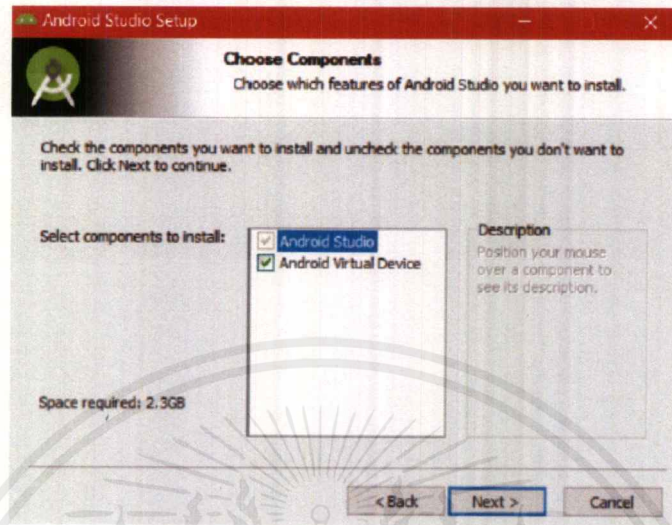 Android Studio Setup
Choose Components
Choose which features of Android Studio you want to install.
Check the components you want to install and uncheck the components you don't want to
install. Click Next to continue.
Select components to install:
Android Studio
Android Virtual Device
Description
Position your mouse
over a component to
see its description.
Space required: 2.3GB
< Back
Next >
Cancel